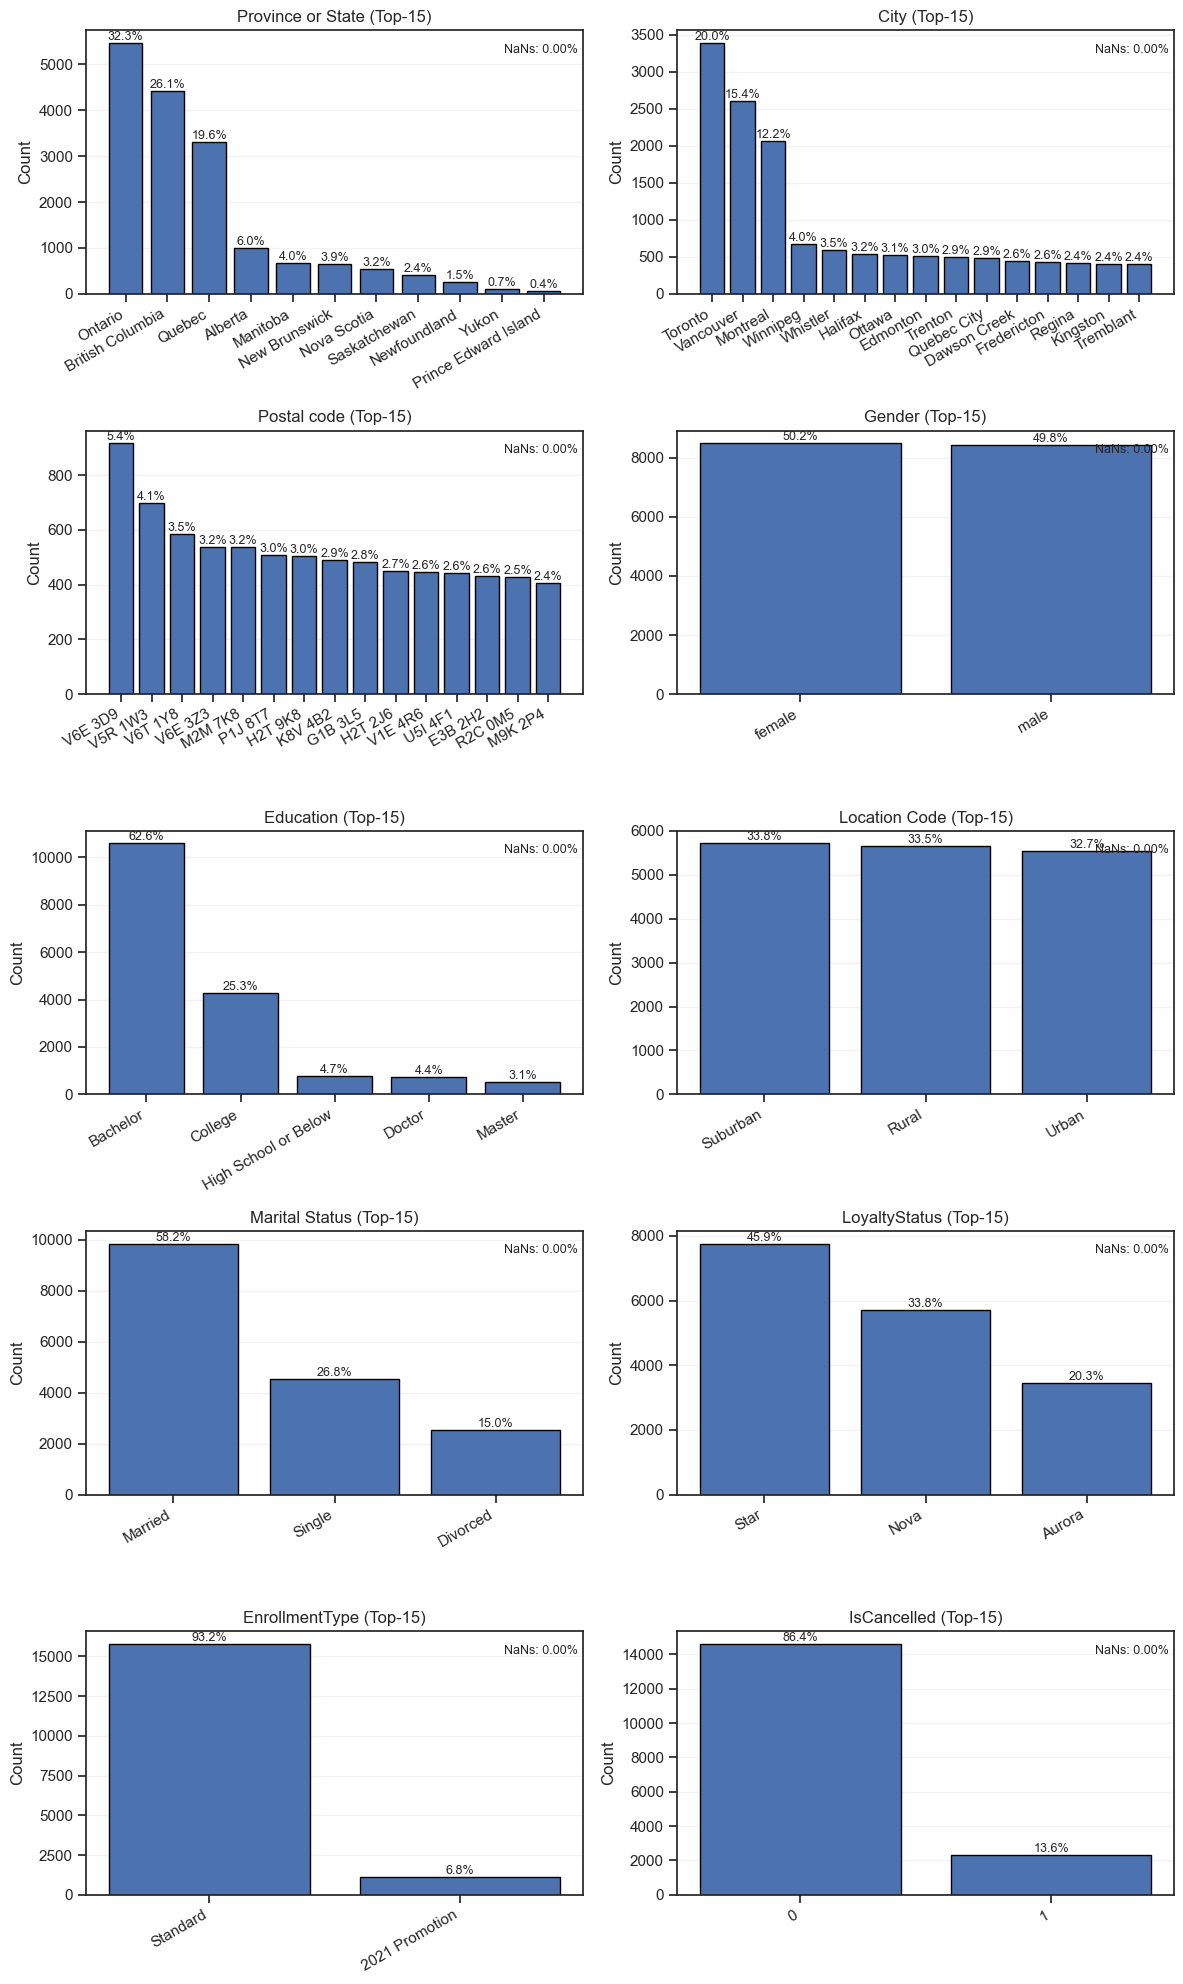 Province or State (Top-15)
Count
5000
4000
3000
2000
1000
0
32.3%
26.1%
19.6%
6.0%
4.0%
3.9%
3.2%
2.4%
1.5%
0.7%
0.4%
NaNs: 0.00%
Ontario
British Columbia
Quebec
Alberta
Manitoba
New Brunswick
Nova Scotia
Saskatchewan
Newfoundland
Yukon
Prince Edward Island
City (Top-15)
Count
3500
3000
2500
2000
1500
1000
500
0
20.0%
15.4%
12.2%
4.0%
3.5%
3.2%
3.1%
3.0%
2.9%
2.9%
2.6%
2.6%
2.4%
2.4%
2.4%
NaNs: 0.00%
Toronto
Vancouver
Montreal
Winnipeg
Whistler
Halifax
Ottawa
Edmonton
Trenton
Quebec City
Dawson Creek
Fredericton
Regina
Kingston
Tremblant
Postal code (Top-15)
Count
800
600
400
200
0
5.4%
4.1%
3.5%
3.2%
3.2%
3.0%
3.0%
2.9%
2.8%
2.7%
2.6%
2.6%
2.6%
2.5%
2.4%
NaNs: 0.00%
V6E 3D9
V5R 1W3
V6T 1Y8
V6E 3Z3
M2M 7K8
P1J 8T7
H2T 9K8
K8V 4B2
G1B 3L5
H2T 2J6
V1E 4R6
U5I 4F1
E3B 2H2
R2C 0M5
M9K 2P4
Gender (Top-15)
Count
8000
6000
4000
2000
0
50.2%
49.8%
NaNs: 0.00%
female
male
Education (Top-15)
Count
10000
8000
6000
4000
2000
0
62.6%
25.3%
4.7%
4.4%
3.1%
NaNs: 0.00%
Bachelor
College
High School or Below
Doctor
Master
Location Code (Top-15)
Count
6000
5000
4000
3000
2000
1000
0
33.8%
33.5%
32.7%
NaNs: 0.00%
Suburban
Rural
Urban
Marital Status (Top-15)
Count
10000
8000
6000
4000
2000
0
58.2%
26.8%
15.0%
NaNs: 0.00%
Married
Single
Divorced
LoyaltyStatus (Top-15)
Count
8000
6000
4000
2000
0
45.9%
33.8%
20.3%
NaNs: 0.00%
Star
Nova
Aurora
EnrollmentType (Top-15)
Count
15000
12500
10000
7500
5000
2500
0
93.2%
6.8%
NaNs: 0.00%
Standard
2021 Promotion
IsCancelled (Top-15)
Count
14000
12000
10000
8000
6000
4000
2000
0
86.4%
13.6%
NaNs: 0.00%
0
1